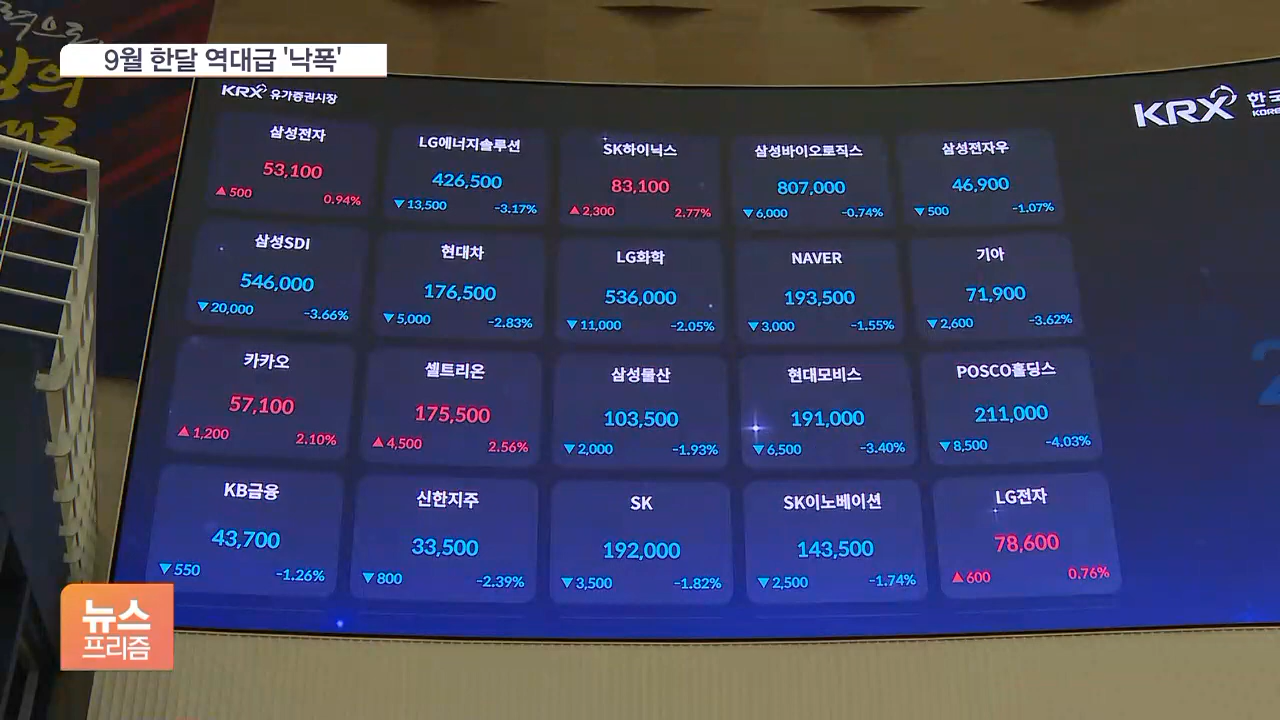 9월 한달 역대급 '낙폭'
KRX 유가증권시장
KRX 한국
삼성전자
53,100
▲500 0.94%
LG에너지솔루션
426,500
▼13,500 -3.17%
SK하이닉스
83,100
▲2,300 2.77%
삼성바이오로직스
807,000
▼6,000 -0.74%
삼성전자우
46,900
▼500 -1.07%
삼성SDI
546,000
▼20,000 -3.66%
현대차
176,500
▼5,000 -2.83%
LG화학
536,000
▼11,000 -2.05%
NAVER
193,500
▼3,000 -1.55%
기아
71,900
▼2,600 -3.62%
카카오
57,100
▲1,200 2.10%
셀트리온
175,500
▲4,500 2.56%
삼성물산
103,500
▼2,000 -1.93%
현대모비스
191,000
▼6,500 -3.40%
POSCO홀딩스
211,000
▼8,500 -4.03%
KB금융
43,700
▼550 -1.26%
신한지주
33,500
▼800 -2.39%
SK
192,000
▼3,500 -1.82%
SK이노베이션
143,500
▼2,500 -1.74%
LG전자
78,600
▲600 0.76%
뉴스
프리즘